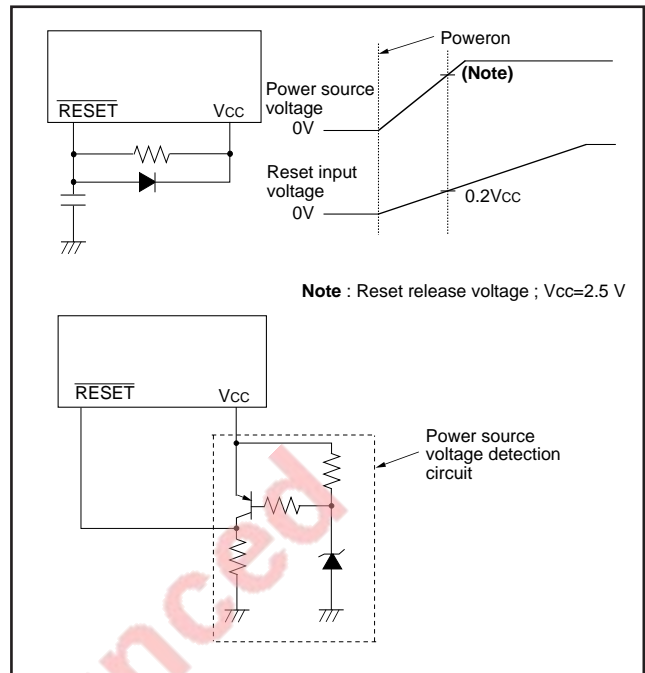 Poweron
(Note)
Power source
voltage
0V
RESET
VCC
Reset input
voltage
0V
0.2VCC
Note : Reset release voltage ; Vcc=2.5 V
RESET
VCC
Power source
voltage detection
circuit
nced